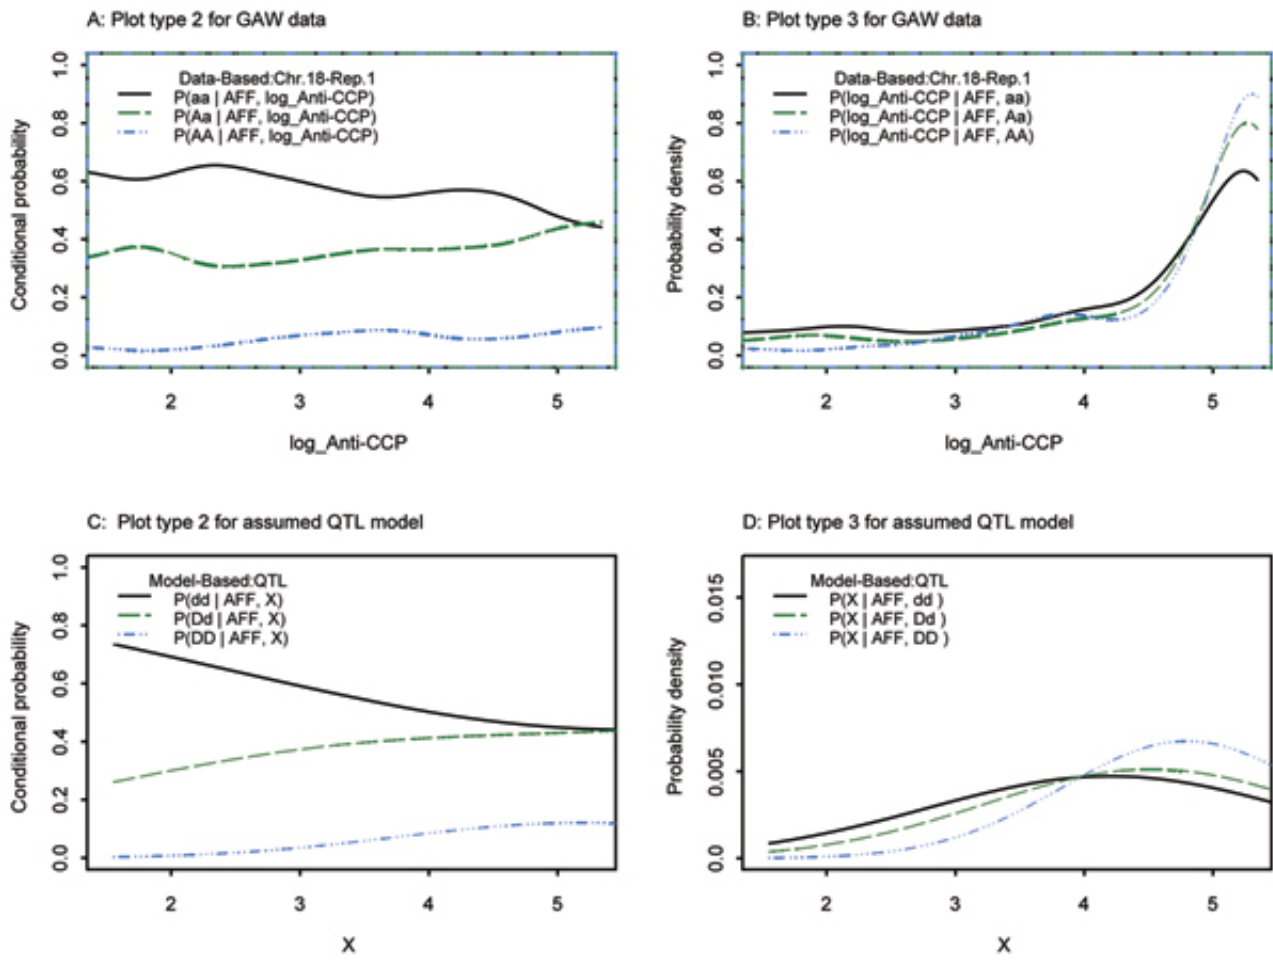 A: Plot type 2 for GAW data
Conditional probability
0.0 0.2 0.4 0.6 0.8 1.0
Data-Based:Chr.18-Rep.1
P(aa | AFF, log_Anti-CCP)
P(Aa | AFF, log_Anti-CCP)
P(AA | AFF, log_Anti-CCP)
2 3 4 5
log_Anti-CCP
B: Plot type 3 for GAW data
Probability density
0.0 0.2 0.4 0.6 0.8 1.0
Data-Based:Chr.18-Rep.1
P(log_Anti-CCP | AFF, aa)
P(log_Anti-CCP | AFF, Aa)
P(log_Anti-CCP | AFF, AA)
2 3 4 5
log_Anti-CCP
C: Plot type 2 for assumed QTL model
Conditional probability
0.0 0.2 0.4 0.6 0.8 1.0
Model-Based:QTL
P(dd | AFF, X)
P(Dd | AFF, X)
P(DD | AFF, X)
2 3 4 5
X
D: Plot type 3 for assumed QTL model
Probability density
0.0 0.005 0.010 0.015
Model-Based:QTL
P(X | AFF, dd )
P(X | AFF, Dd )
P(X | AFF, DD )
2 3 4 5
X